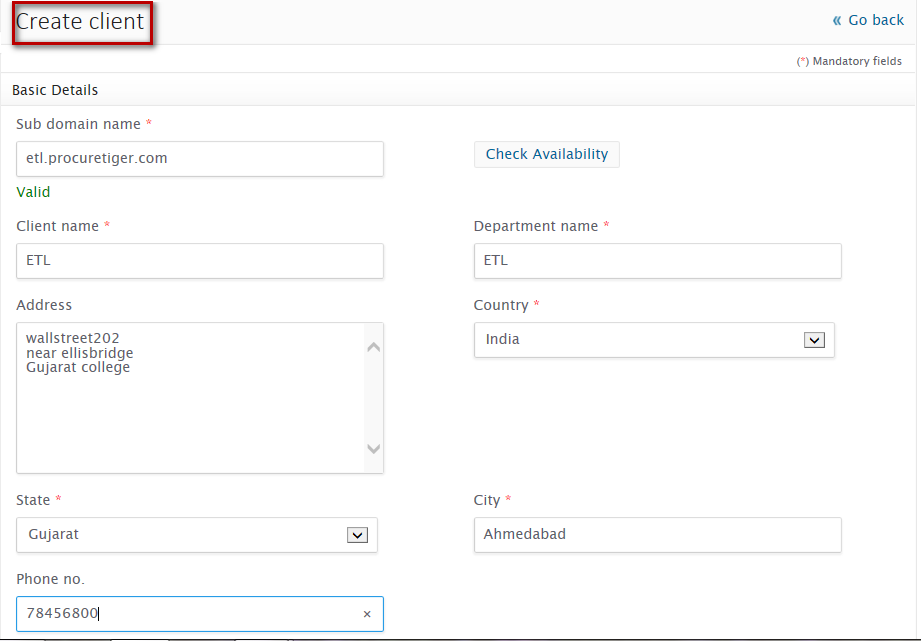 Create client
« Go back
(*) Mandatory fields
Basic Details
Sub domain name *
etl.procuretiger.com
Check Availability
Valid
Client name *
Department name *
ETL
ETL
Address
Country *
wallstreet202
near ellisbridge
Gujarat college
India
State *
City *
Gujarat
Ahmedabad
Phone no.
78456800
×